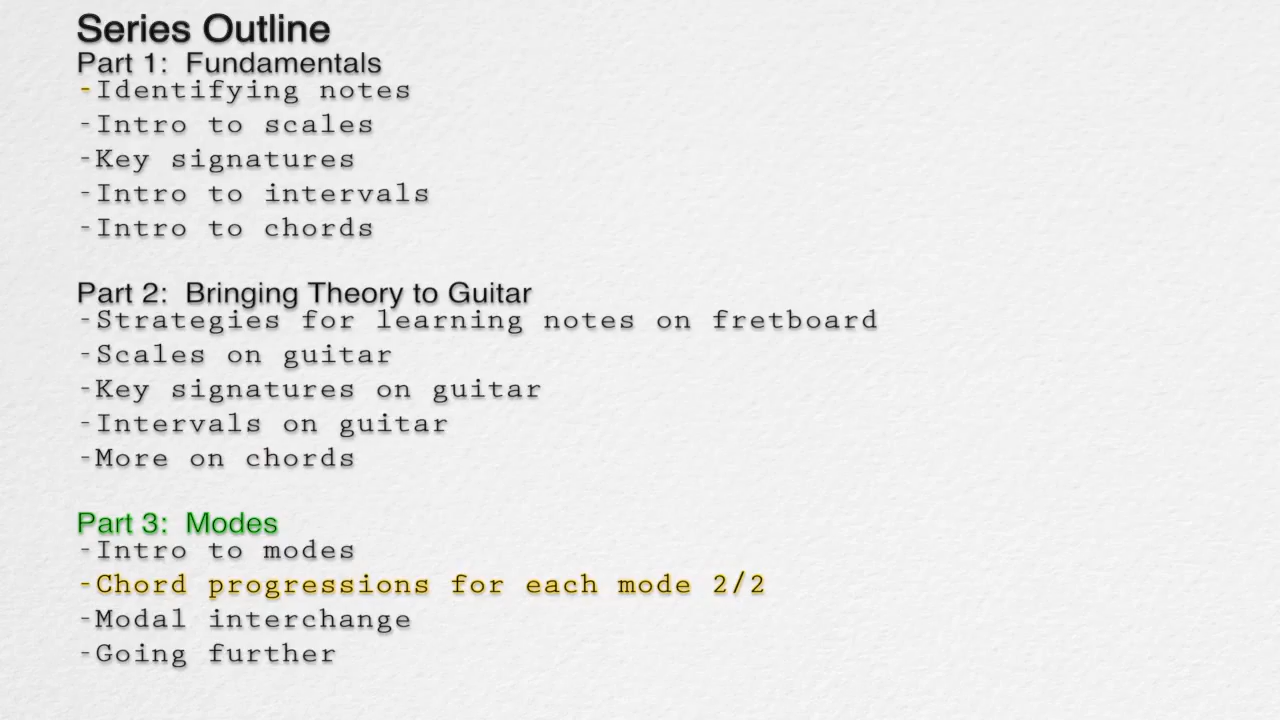 Series Outline
Part 1:  Fundamentals
-Identifying notes
-Intro to scales
-Key signatures
-Intro to intervals
-Intro to chords
Part 2:  Bringing Theory to Guitar
-Strategies for learning notes on fretboard
-Scales on guitar
-Key signatures on guitar
-Intervals on guitar
-More on chords
Part 3:  Modes
-Intro to modes
-Chord progressions for each mode 2/2
-Modal interchange
-Going further